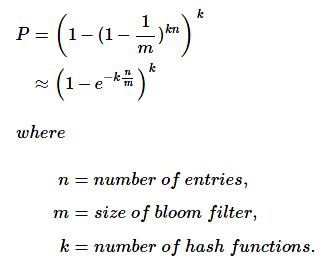 P = (1 − (1 − 1/m)^{kn})^k
≈ (1 − e^{−k n/m})^k
where
n = number of entries,
m = size of bloom filter,
k = number of hash functions.